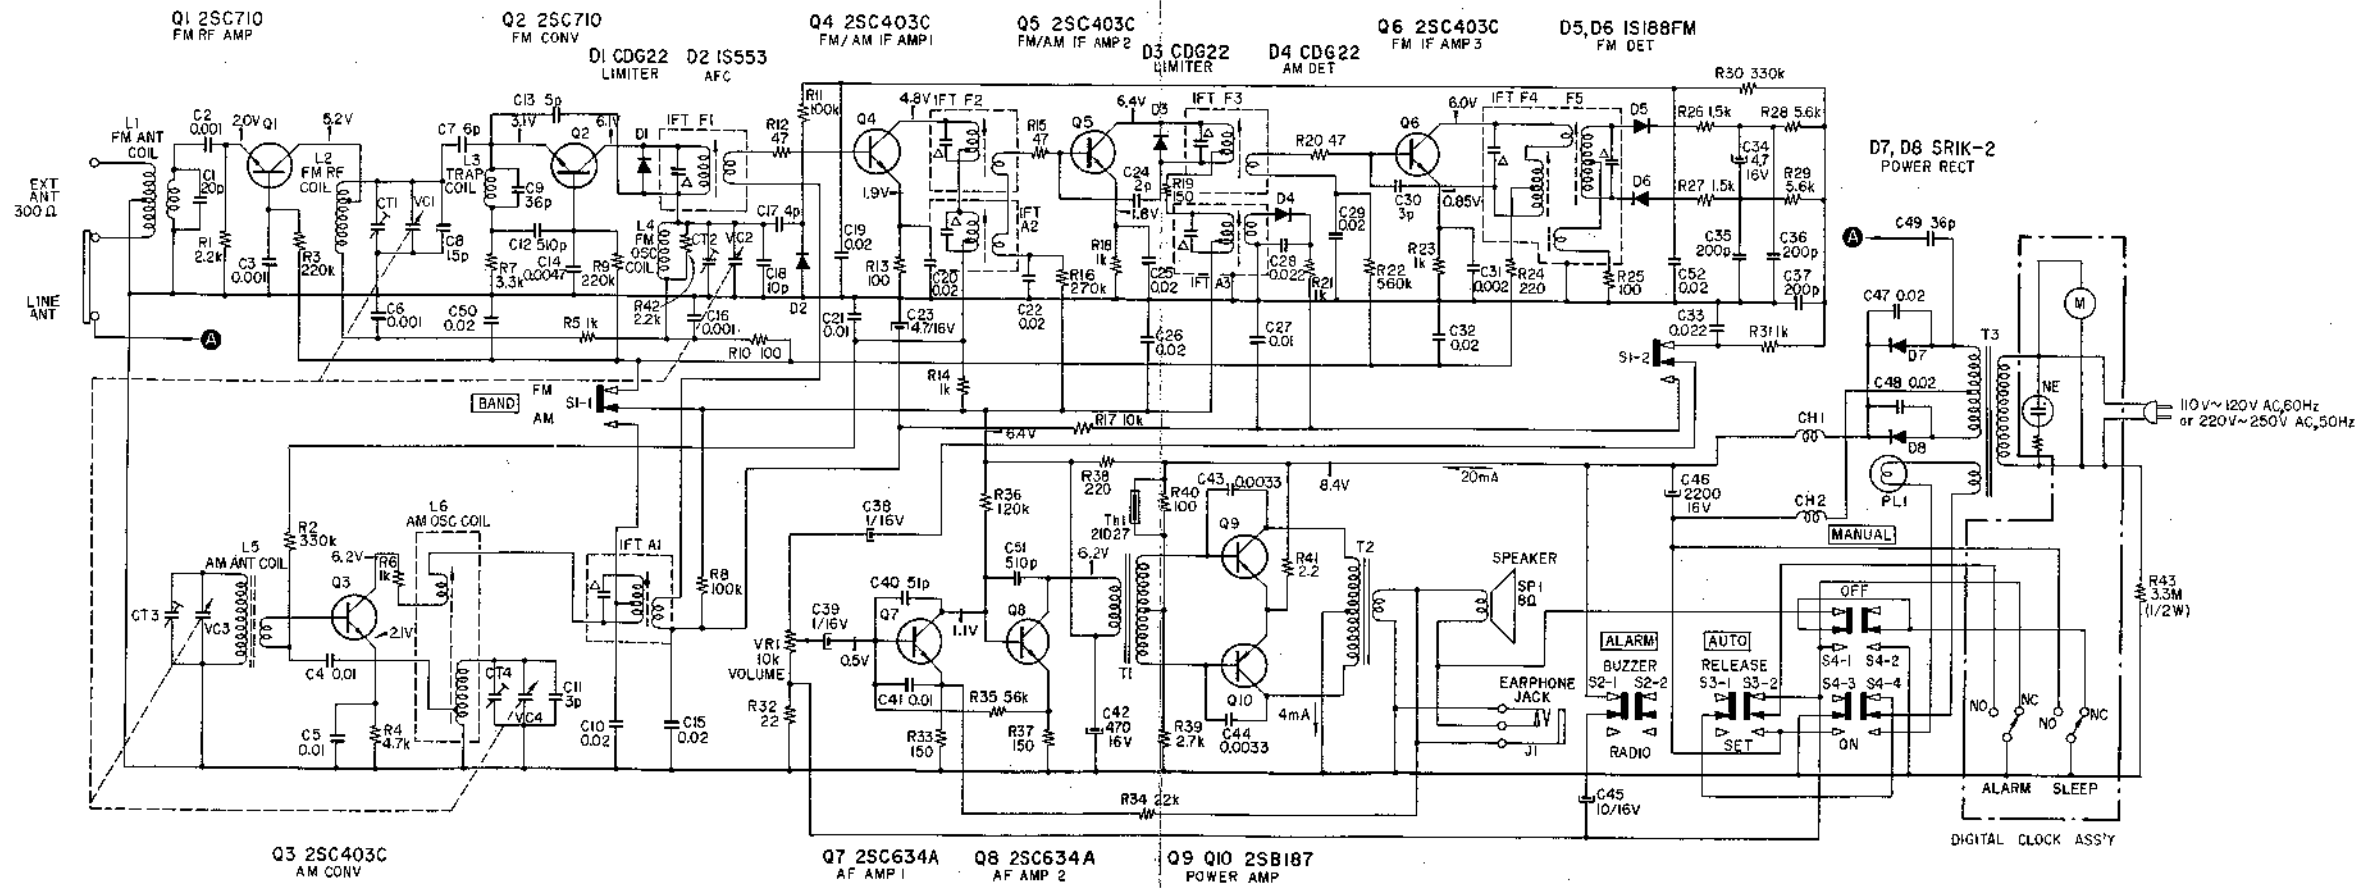 Q1 2SC710
FM RF AMP
Q2 2SC710
FM CONV
D1 CDG22
LIMITER
D2 1S553
AFC
Q4 2SC403C
FM/AM IF AMP1
Q5 2SC403C
FM/AM IF AMP2
D3 CDG22
LIMITER
D4 CDG22
AM DET
Q6 2SC403C
FM IF AMP3
D5,D6 IS188FM
FM DET
D7, D8 SRIK-2
POWER RECT
L1
FM ANT
COIL
C2
0.001
2.0V
Q1
5.2V
L2
FM RF
COIL
C7 6p
L3
TRAP
COIL
C13 5p
3.1V
Q2
6.1V
D1
IFT F1
R11
100k
R12
47
Q4
4.8V
IFT F2
R15
47
Q5
6.4V
D3
IFT F3
R20 47
Q6
6.0V
IFT F4
F5
D5
R26 1.5k
R28 5.6k
R30 330k
C34
4.7
16V
EXT
ANT
300Ω
C1
20p
CT1
VC1
C9
36p
1.9V
C24
2p
R19
150
1.8V
D4
C30
3p
0.85V
D6
R27 1.5k
R29
5.6k
R1
2.2k
C3
0.001
R3
220k
C8
15p
C12 510p
R7
3.3k
C14
0.0047
R9
220k
L4
FM
OSC
COIL
CT2
VC2
C17 4p
C18
10p
D2
C19
0.02
R13
100
C20
0.02
IFT
A2
R16
270k
R18
1k
C25
0.02
IFT A3
C28
0.022
R21
1k
C29
0.02
R22
560k
R23
1k
C31
0.002
R24
220
R25
100
C52
0.02
C35
200p
C36
200p
C37
200p
A
C49 36p
LINE
ANT
A
C6
0.001
C50
0.02
R5 1k
R42
2.2k
C16
0.001
R10 100
C21
0.01
C23
4.7/16V
C22
0.02
C26
0.02
C27
0.01
C32
0.02
C33
0.022
R31 1k
S1-2
C47 0.02
D7
T3
M
NE
C48 0.02
D8
CH1
110V~120V AC,60Hz
or 220V~250V AC,50Hz
BAND
FM
S1-1
AM
R14
1k
R17 10k
6.4V
R38
220
R36
120k
Th1
21D27
R40
100
C43 0.0033
8.4V
20mA
C46
2200
16V
CH2
PL1
MANUAL
L5
AM ANT COIL
R2
330k
6.2V
R6
1k
L6
AM OSC COIL
IFT A1
R8
100k
C38
1/16V
C51
510p
6.2V
Q9
R41
2.2
T2
SPEAKER
SP1
8Ω
R43
3.3M
(1/2W)
CT3
VC3
Q3
2.1V
C4 0.01
CT4
VC4
C11
3p
C39
1/16V
C40 51p
Q7
1.1V
Q8
0.5V
VR1
10k
VOLUME
T1
Q10
C41 0.01
R35 56k
EARPHONE
JACK
J1
ALARM
BUZZER
S2-1
S2-2
RADIO
AUTO
RELEASE
S3-1
S3-2
SET
OFF
S4-1
S4-2
S4-3
S4-4
ON
NO
NC
NO
NC
C5
0.01
R4
4.7k
C10
0.02
C15
0.02
R32
22
R33
150
R37
150
C42
470
16V
R39
2.7k
C44
0.0033
4mA
R34 22k
C45
10/16V
ALARM
SLEEP
DIGITAL CLOCK ASS'Y
Q3 2SC403C
AM CONV
Q7 2SC634A
AF AMP 1
Q8 2SC634A
AF AMP 2
Q9 Q10 2SB187
POWER AMP